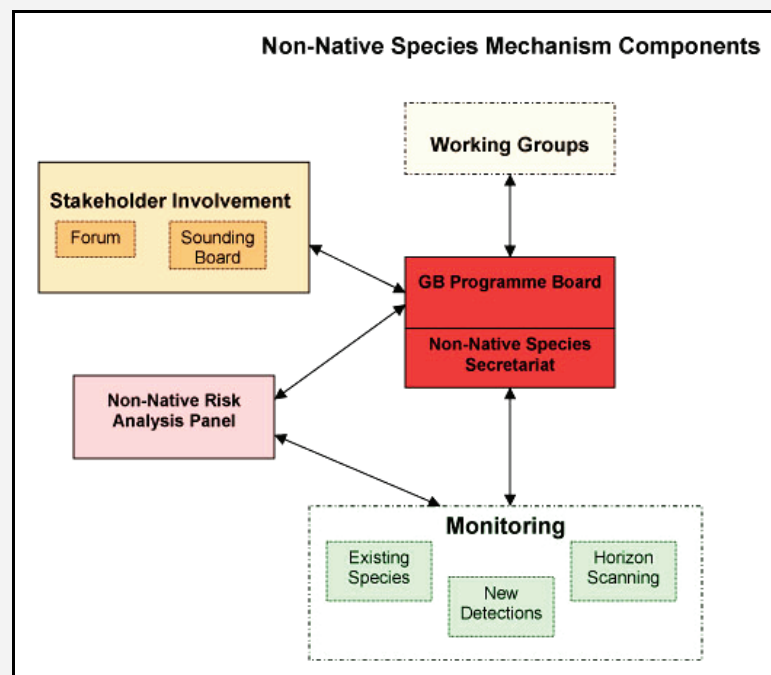 Non-Native Species Mechanism Components
Working Groups
Stakeholder Involvement
Forum
Sounding
Board
GB Programme Board
Non-Native Species
Secretariat
Non-Native Risk
Analysis Panel
Monitoring
Existing
Species
New
Detections
Horizon
Scanning